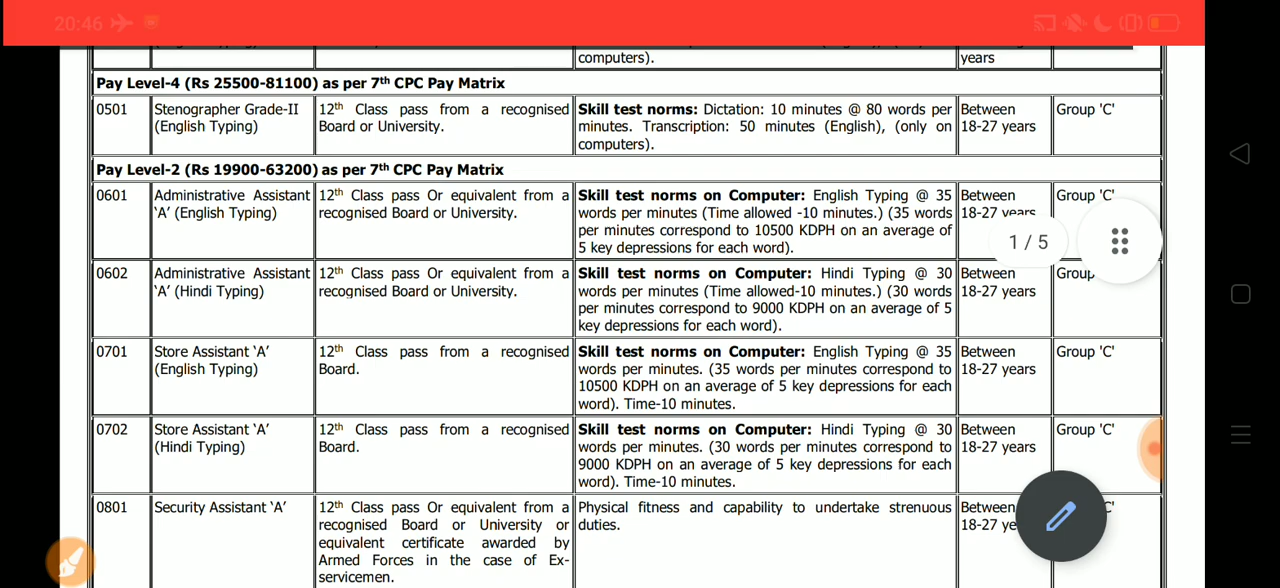 20:46
computers).
years
Pay Level-4 (Rs 25500-81100) as per 7th CPC Pay Matrix
0501
Stenographer Grade-II
(English Typing)
12th Class pass from a recognised
Board or University.
Skill test norms: Dictation: 10 minutes @ 80 words per
minutes. Transcription: 50 minutes (English), (only on
computers).
Between
18-27 years
Group 'C'
Pay Level-2 (Rs 19900-63200) as per 7th CPC Pay Matrix
0601
Administrative Assistant
'A' (English Typing)
12th Class pass Or equivalent from a
recognised Board or University.
Skill test norms on Computer: English Typing @ 35
words per minutes (Time allowed -10 minutes.) (35 words
per minutes correspond to 10500 KDPH on an average of
5 key depressions for each word).
Between
18-27 years
Group 'C'
1 / 5
0602
Administrative Assistant
'A' (Hindi Typing)
12th Class pass Or equivalent from a
recognised Board or University.
Skill test norms on Computer: Hindi Typing @ 30
words per minutes (Time allowed-10 minutes.) (30 words
per minutes correspond to 9000 KDPH on an average of 5
key depressions for each word).
Between
18-27 years
Group
0701
Store Assistant 'A'
(English Typing)
12th Class pass from a recognised
Board.
Skill test norms on Computer: English Typing @ 35
words per minutes. (35 words per minutes correspond to
10500 KDPH on an average of 5 key depressions for each
word). Time-10 minutes.
Between
18-27 years
Group 'C'
0702
Store Assistant 'A'
(Hindi Typing)
12th Class pass from a recognised
Board.
Skill test norms on Computer: Hindi Typing @ 30
words per minutes. (30 words per minutes correspond to
9000 KDPH on an average of 5 key depressions for each
word). Time-10 minutes.
Between
18-27 years
Group 'C'
0801
Security Assistant 'A'
12th Class pass Or equivalent from a
recognised Board or University or
equivalent certificate awarded by
Armed Forces in the case of Ex-
servicemen.
Physical fitness and capability to undertake strenuous
duties.
Between
18-27 ye
C'